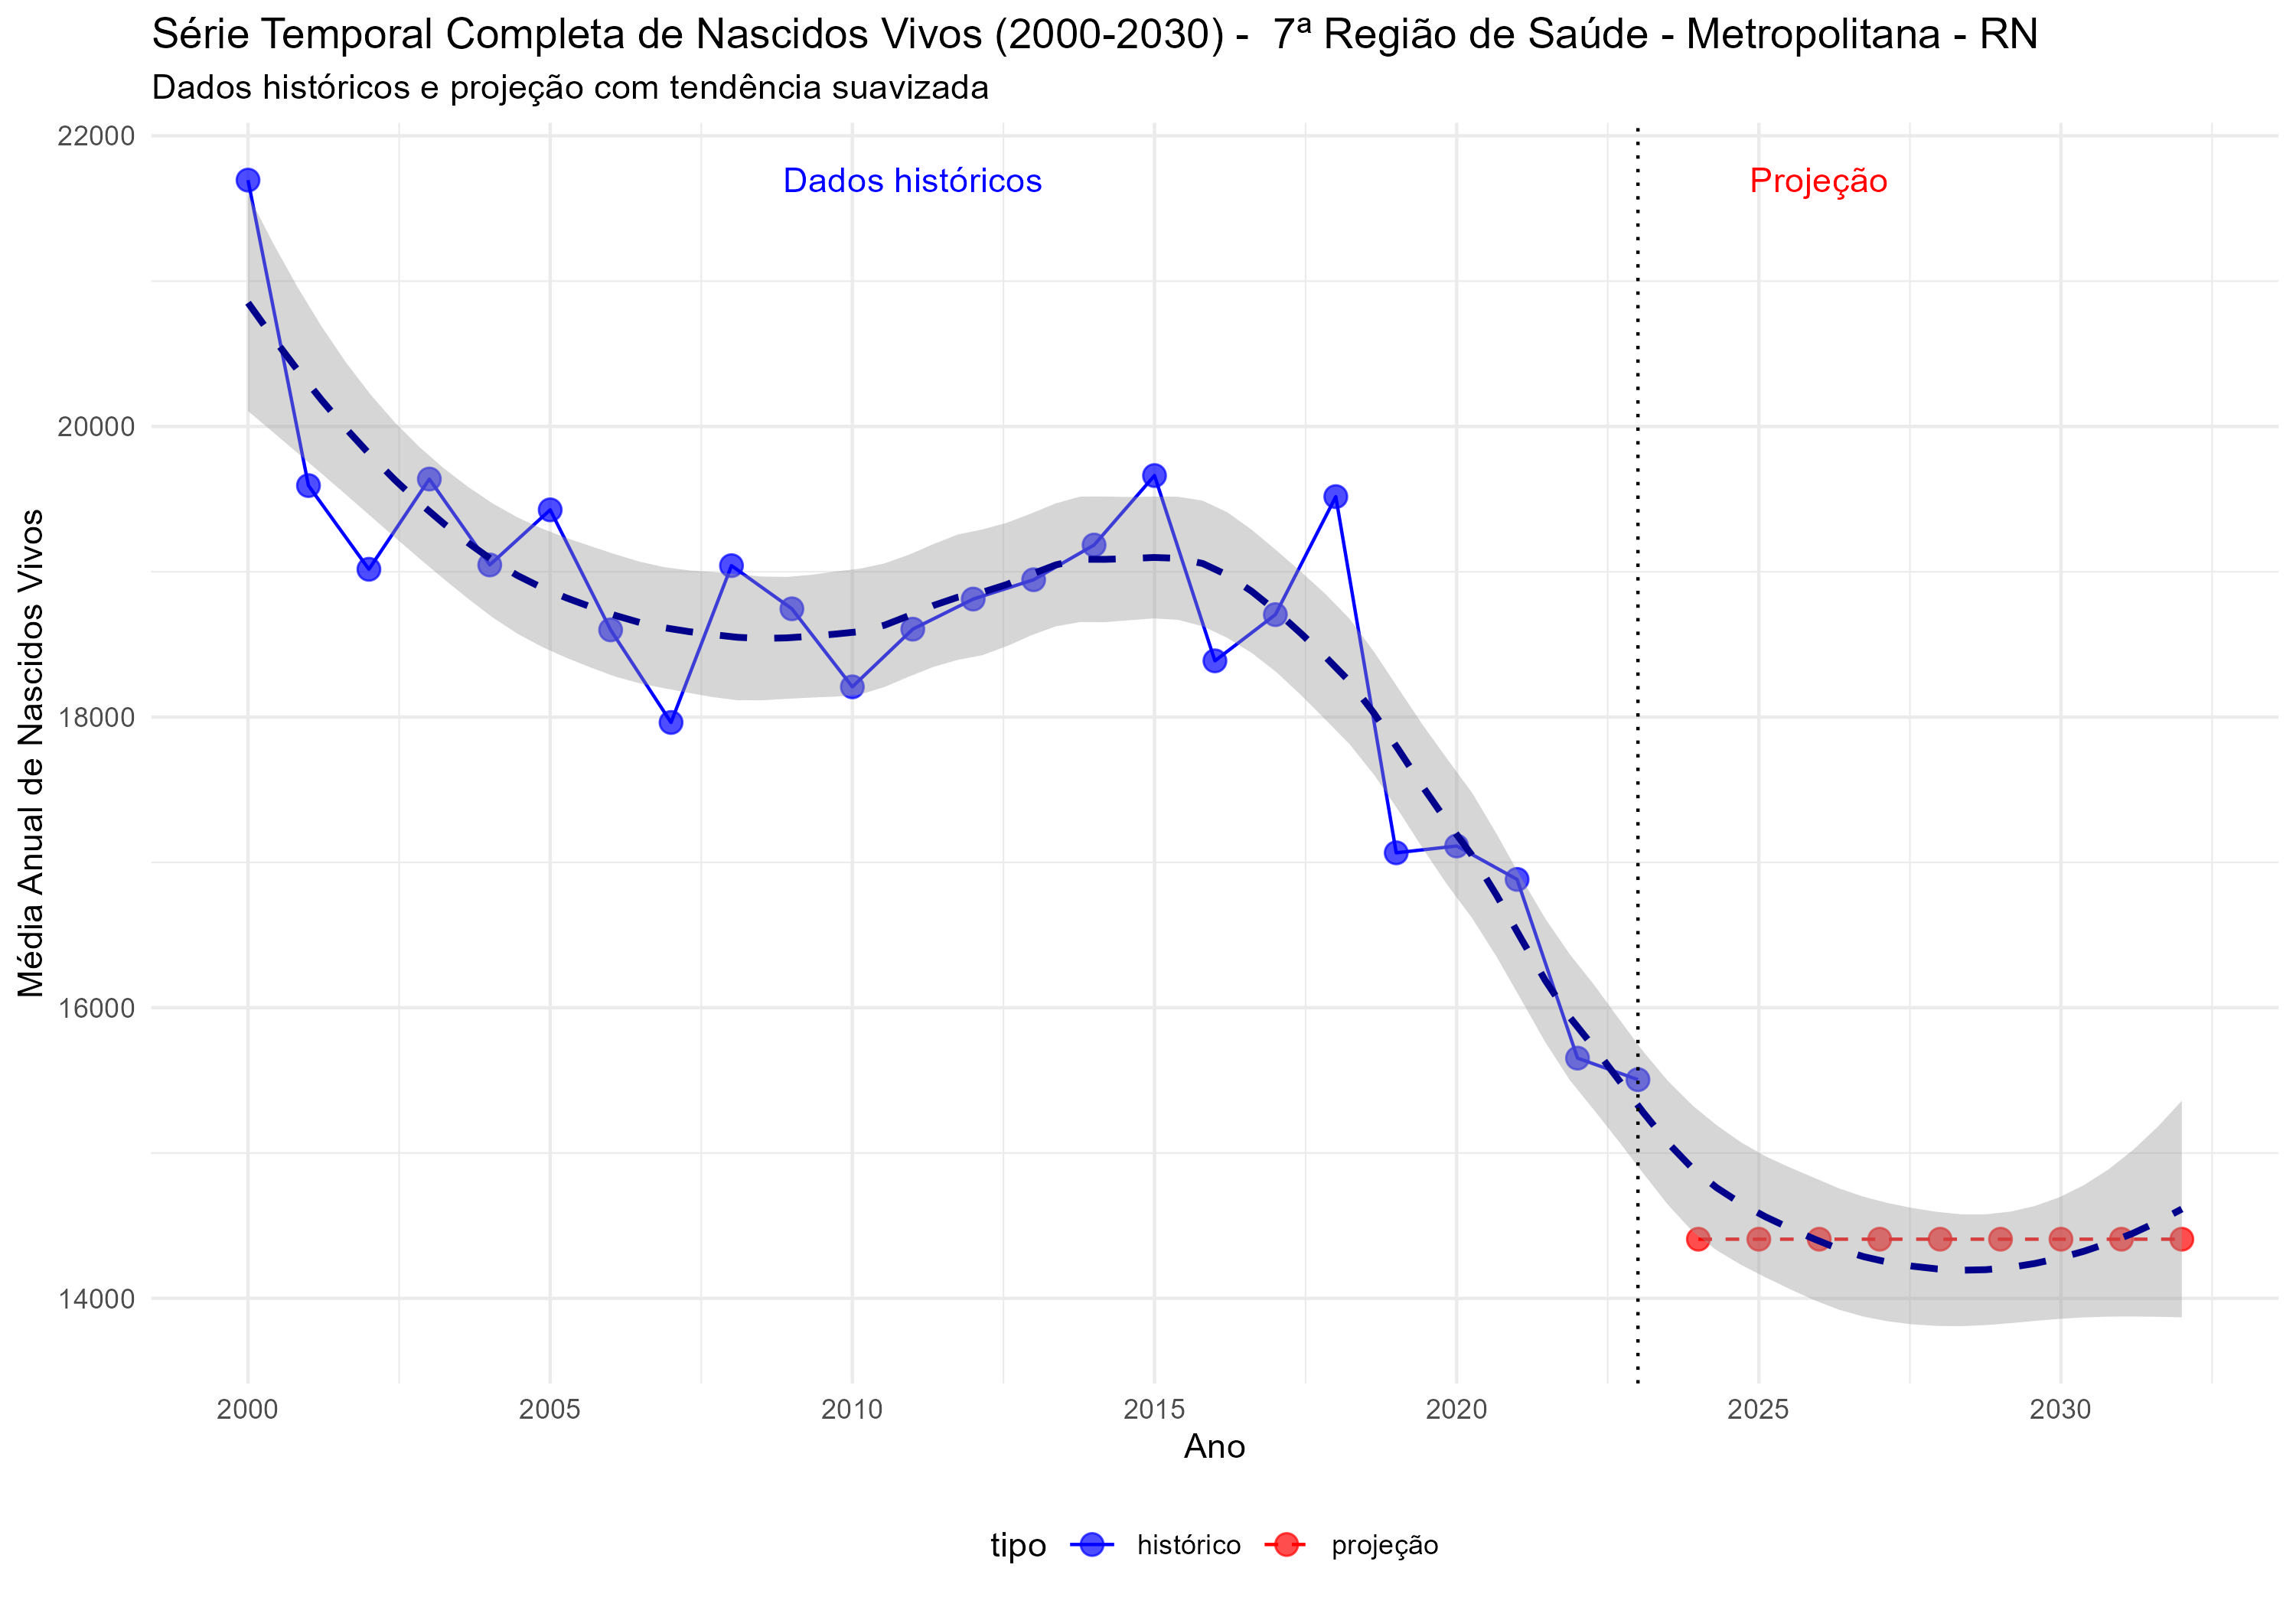 Série Temporal Completa de Nascidos Vivos (2000-2030) -  7ª Região de Saúde - Metropolitana - RN
Dados históricos e projeção com tendência suavizada
Média Anual de Nascidos Vivos
22000
20000
18000
16000
14000
Dados históricos
Projeção
2000
2005
2010
2015
2020
2025
2030
Ano
tipo
histórico
projeção